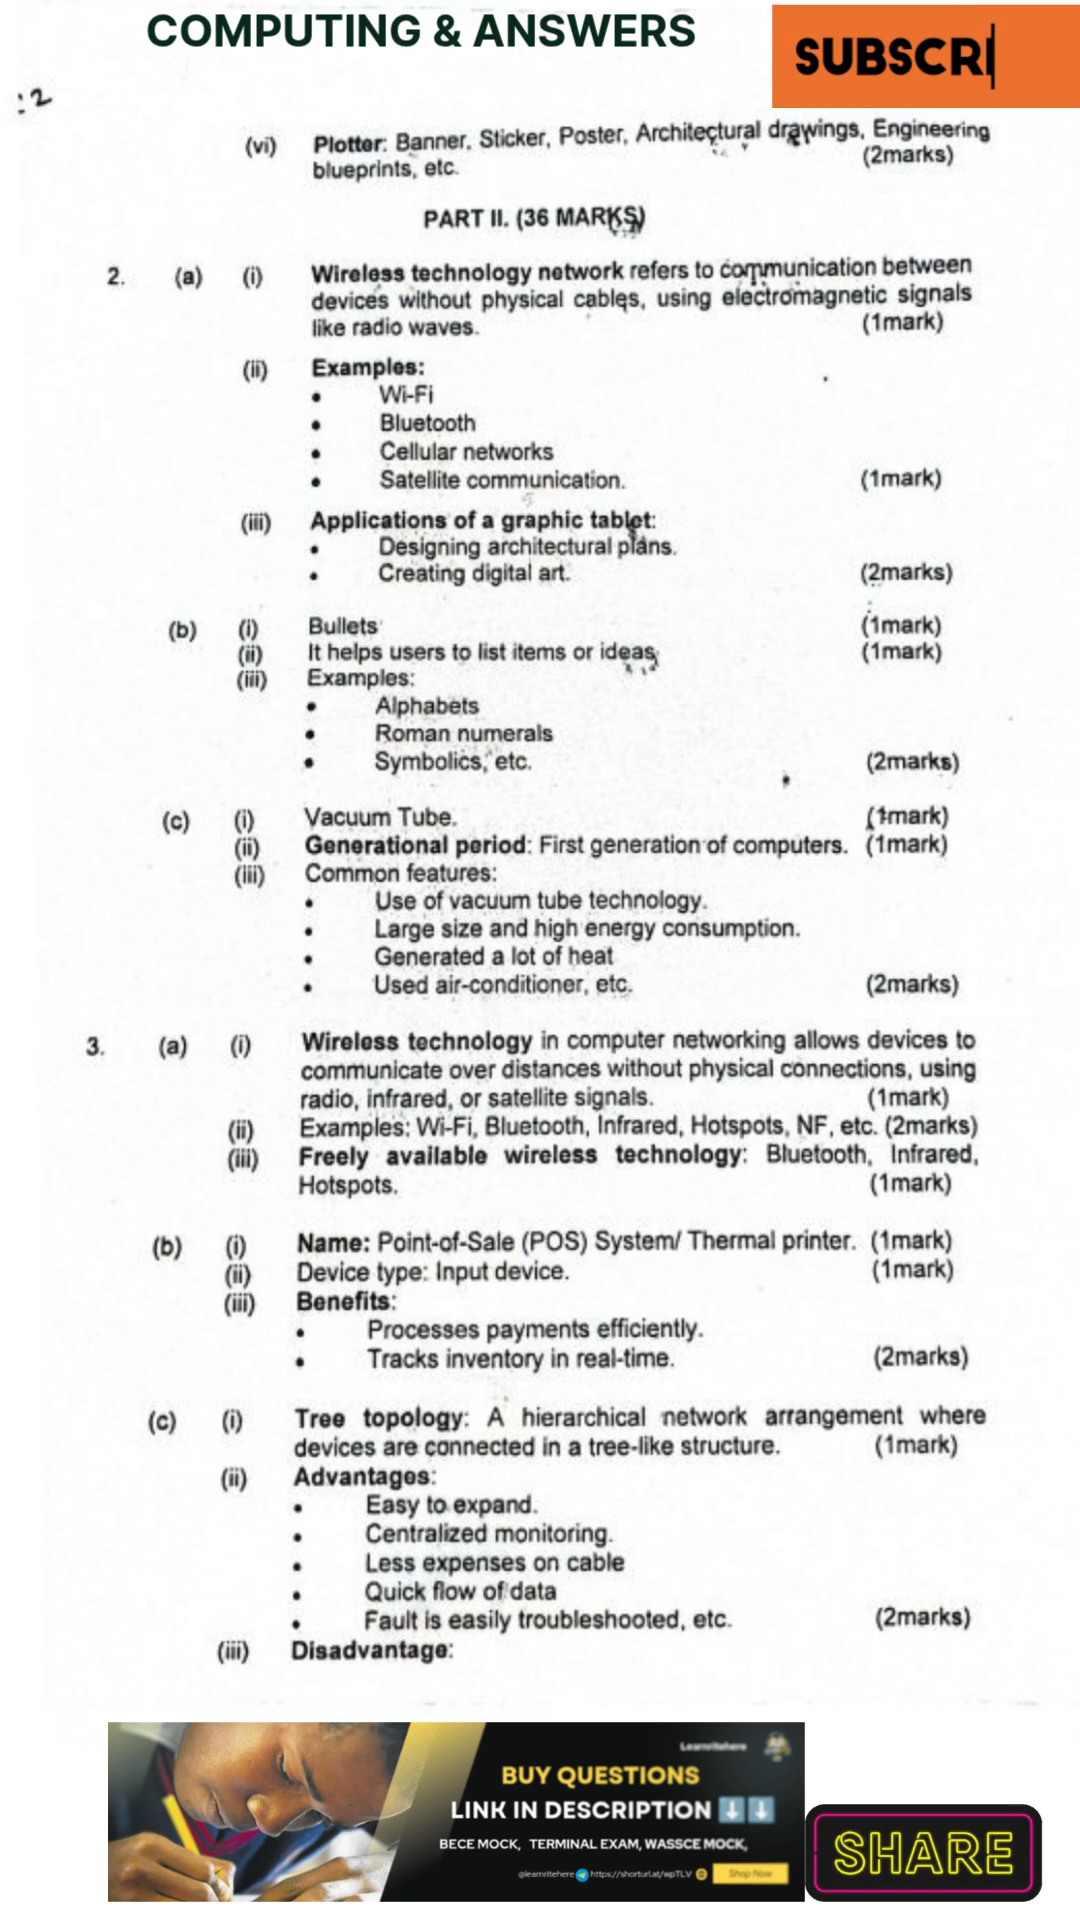 COMPUTING & ANSWERS
SUBSCRI
:2
(vi) Plotter: Banner, Sticker, Poster, Architectural drawings, Engineering
blueprints, etc. (2marks)
PART II. (36 MARKS)
2. (a) (i) Wireless technology network refers to communication between
devices without physical cables, using electromagnetic signals
like radio waves. (1mark)
(ii) Examples:
• Wi-Fi
• Bluetooth
• Cellular networks
• Satellite communication. (1mark)
(iii) Applications of a graphic tablet:
• Designing architectural plans.
• Creating digital art. (2marks)
(b) (i) Bullets (1mark)
(ii) It helps users to list items or ideas, (1mark)
(iii) Examples:
• Alphabets
• Roman numerals
• Symbolics, etc. (2marks)
(c) (i) Vacuum Tube. (1mark)
(ii) Generational period: First generation of computers. (1mark)
(iii) Common features:
• Use of vacuum tube technology.
• Large size and high energy consumption.
• Generated a lot of heat
• Used air-conditioner, etc. (2marks)
3. (a) (i) Wireless technology in computer networking allows devices to
communicate over distances without physical connections, using
radio, infrared, or satellite signals. (1mark)
(ii) Examples: Wi-Fi, Bluetooth, Infrared, Hotspots, NF, etc. (2marks)
(iii) Freely available wireless technology: Bluetooth, Infrared,
Hotspots. (1mark)
(b) (i) Name: Point-of-Sale (POS) System/ Thermal printer. (1mark)
(ii) Device type: Input device. (1mark)
(iii) Benefits:
• Processes payments efficiently.
• Tracks inventory in real-time. (2marks)
(c) (i) Tree topology: A hierarchical network arrangement where
devices are connected in a tree-like structure. (1mark)
(ii) Advantages:
• Easy to expand.
• Centralized monitoring.
• Less expenses on cable
• Quick flow of data
• Fault is easily troubleshooted, etc. (2marks)
(iii) Disadvantage:
Learnritehere
BUY QUESTIONS
LINK IN DESCRIPTION
BECE MOCK, TERMINAL EXAM, WASSCE MOCK,
@learnritehere https://shorturl.at/wpTLV Shop Now
SHARE